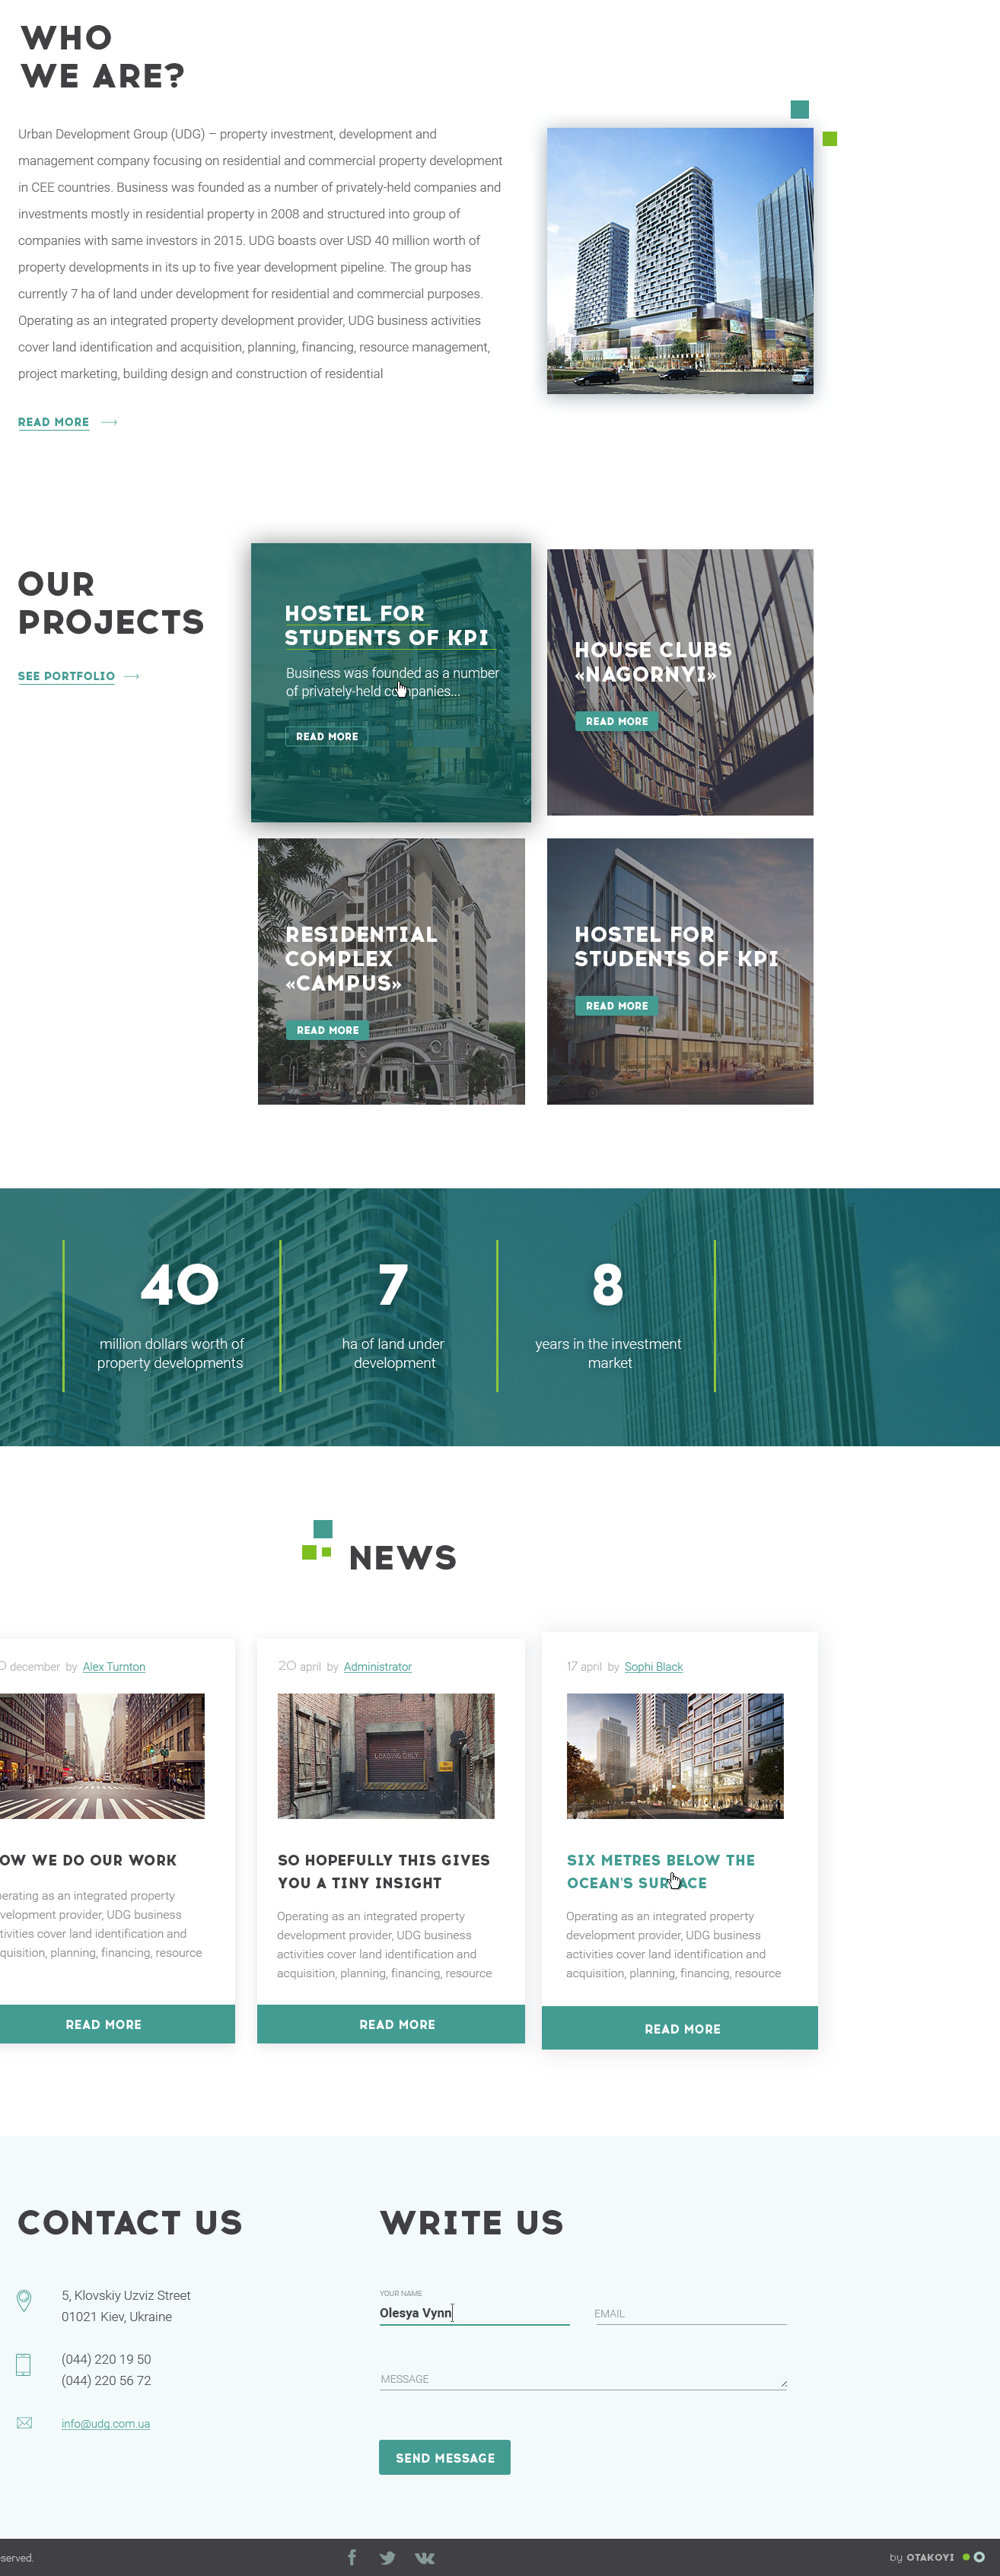 WHO
WE ARE?
Urban Development Group (UDG) – property investment, development and
management company focusing on residential and commercial property development
in CEE countries. Business was founded as a number of privately-held companies and
investments mostly in residential property in 2008 and structured into group of
companies with same investors in 2015. UDG boasts over USD 40 million worth of
property developments in its up to five year development pipeline. The group has
currently 7 ha of land under development for residential and commercial purposes.
Operating as an integrated property development provider, UDG business activities
cover land identification and acquisition, planning, financing, resource management,
project marketing, building design and construction of residential
READ MORE
OUR
PROJECTS
SEE PORTFOLIO
HOSTEL FOR
STUDENTS OF KPI
Business was founded as a number
of privately-held companies...
READ MORE
HOUSE CLUBS
«NAGORNYI»
READ MORE
RESIDENTIAL
COMPLEX
«CAMPUS»
READ MORE
HOSTEL FOR
STUDENTS OF KPI
READ MORE
40
million dollars worth of
property developments
7
ha of land under
development
8
years in the investment
market
NEWS
december by Alex Turnton
OW WE DO OUR WORK
erating as an integrated property
velopment provider, UDG business
tivities cover land identification and
quisition, planning, financing, resource
READ MORE
20 april by Administrator
LOADING ONLY
SO HOPEFULLY THIS GIVES
YOU A TINY INSIGHT
Operating as an integrated property
development provider, UDG business
activities cover land identification and
acquisition, planning, financing, resource
READ MORE
17 april by Sophi Black
SIX METRES BELOW THE
OCEAN'S SURFACE
Operating as an integrated property
development provider, UDG business
activities cover land identification and
acquisition, planning, financing, resource
READ MORE
CONTACT US
5, Klovskiy Uzviz Street
01021 Kiev, Ukraine
(044) 220 19 50
(044) 220 56 72
info@udg.com.ua
WRITE US
YOUR NAME
Olesya Vynn
EMAIL
MESSAGE
SEND MESSAGE
served.
by OTAKOYI